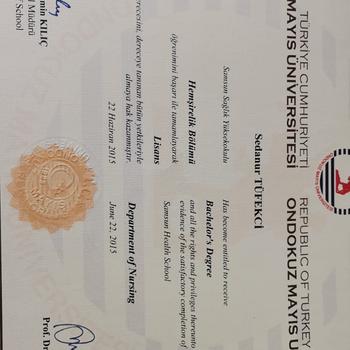 TÜRKİYE CUMHURİYETİ
MAYIS ÜNİVERSİTESİ
REPUBLIC OF TURKEY
ONDOKUZ MAYIS U
Sedanur TÜFEKCİ
Samsun Sağlık Yüksekokulu
Hemşirelik Bölümü
öğrenimini başarı ile tamamlayarak
Lisans
derecesini, dereceye tanınan bütün yetkileriyle
almaya hak kazanmıştır.
22 Haziran 2015
Has become entitled to receive
Bachelor's Degree
and all the rights and privileges thereunto
evidence of the satisfactory completion of
Samsun Health School
Department of Nursing
June 22, 2015
min KILIÇ
Müdürü
School
Prof. Dr